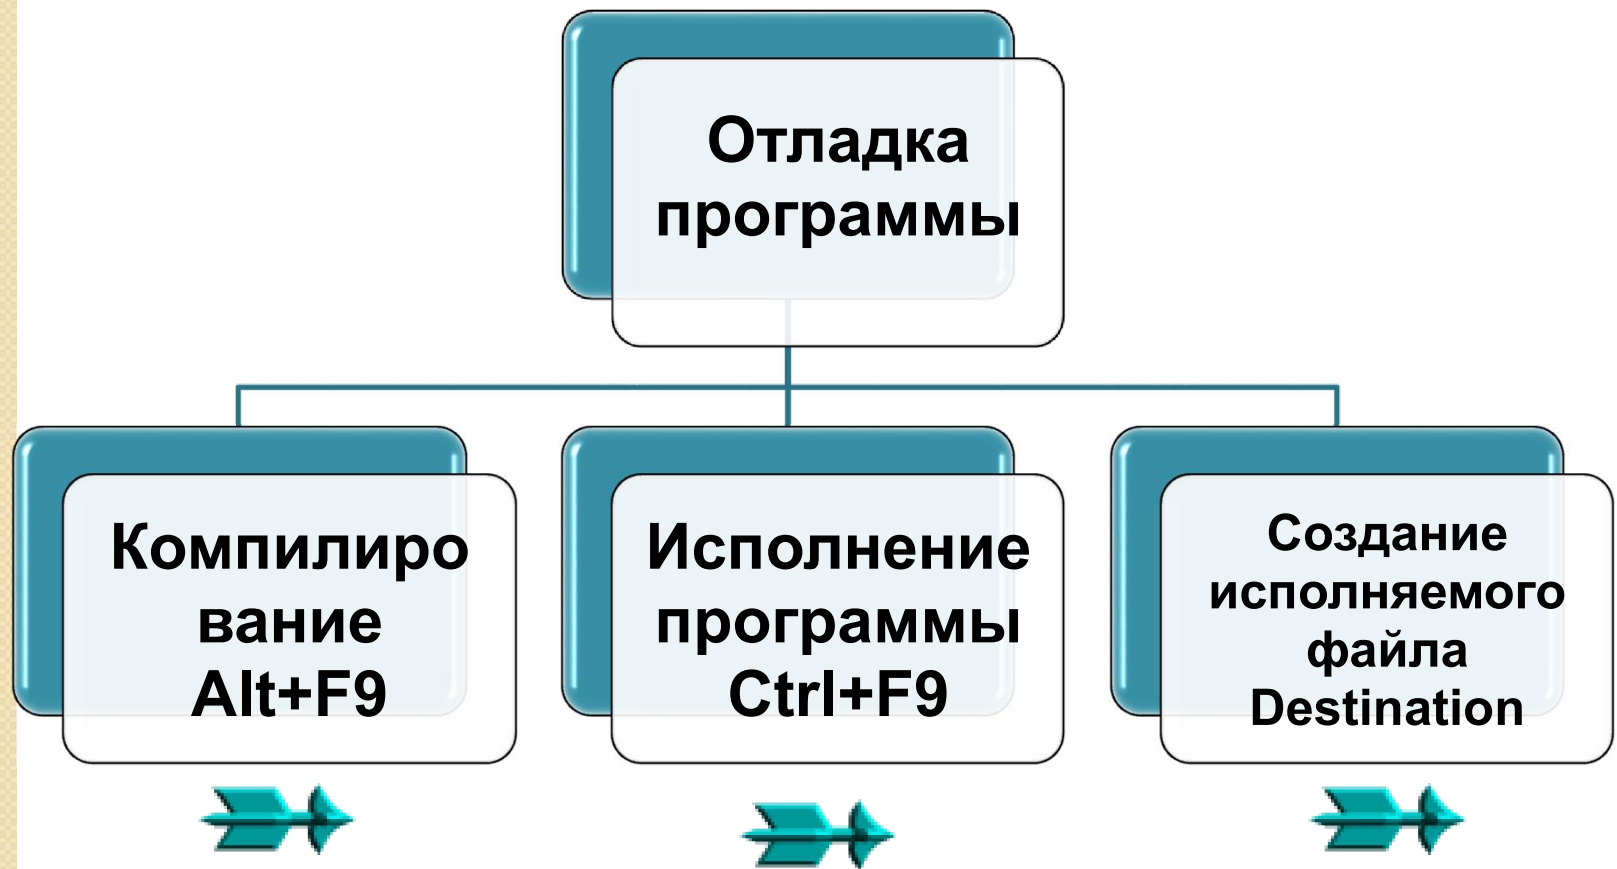 Отладка
программы
Компилиро
вание
Alt+F9
Исполнение
программы
Ctrl+F9
Создание
исполняемого
файла
Destination